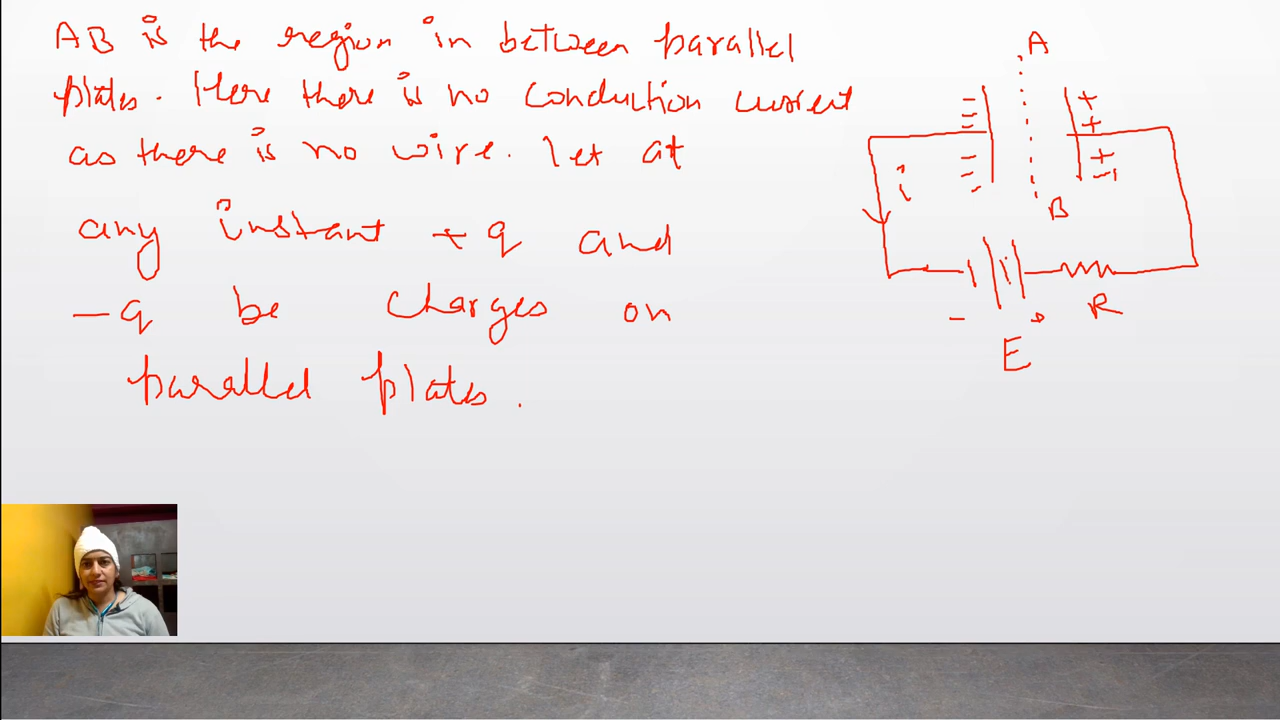 AB is the region in between parallel
plates. Here there is no conduction current
as there is no wire. Let at
any instant + q and
- q be charges on
parallel plates.
A
B
i
R
E